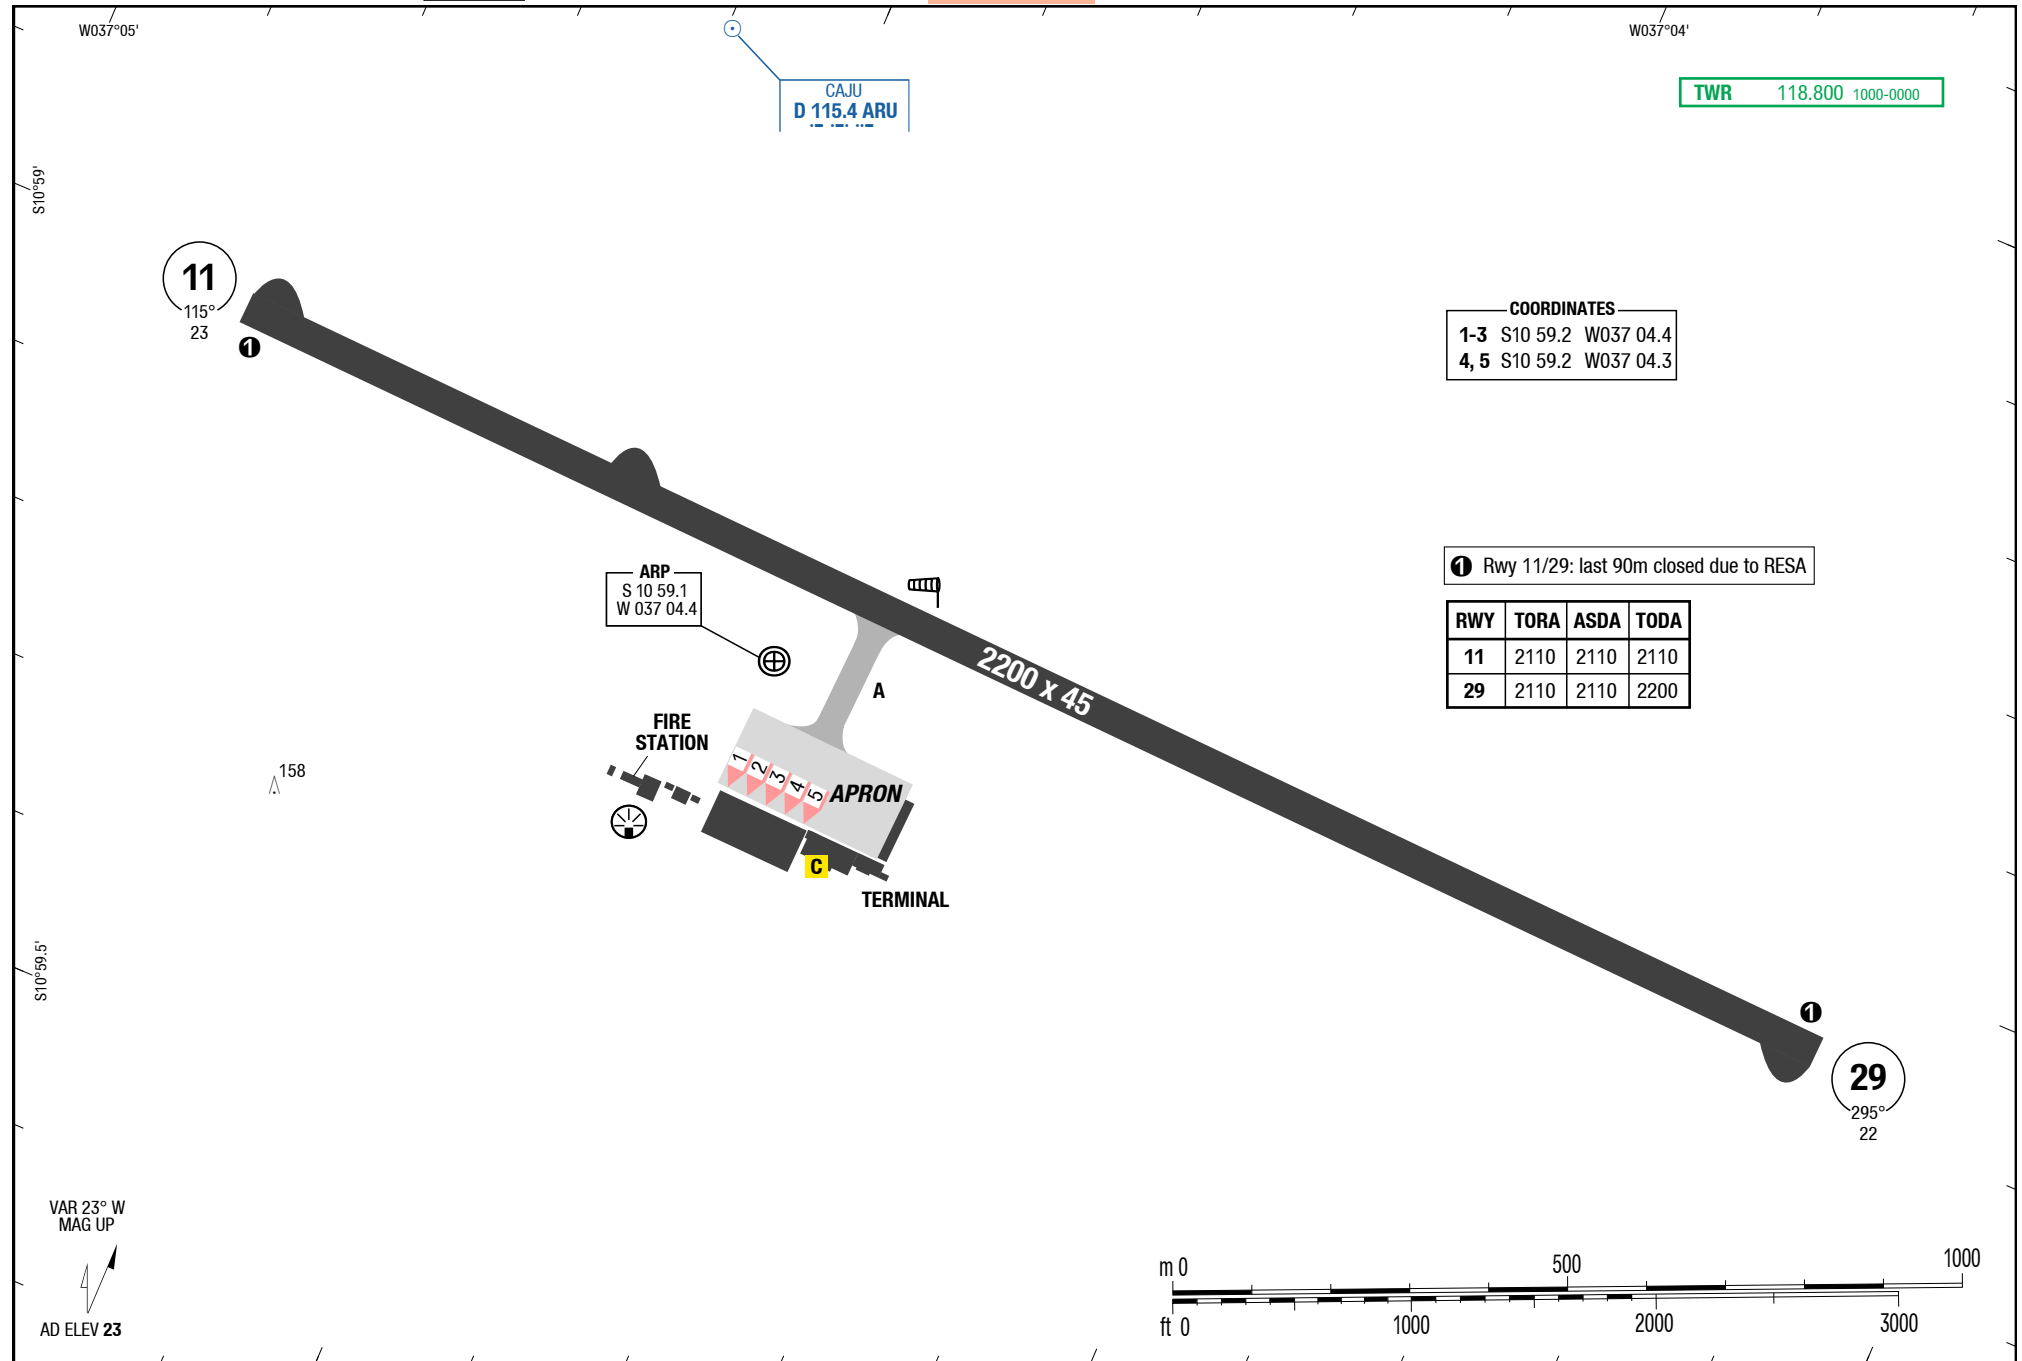 W037°05'
W037°04'
CAJU
D 115.4 ARU
TWR 118.800 1000-0000
S10°59'
11
115°
23
1
COORDINATES
1-3 S10 59.2 W037 04.4
4, 5 S10 59.2 W037 04.3
1 Rwy 11/29: last 90m closed due to RESA
RWY TORA ASDA TODA
11 2110 2110 2110
29 2110 2110 2200
ARP
S 10 59.1
W 037 04.4
2200 x 45
A
FIRE
STATION
158
1
2
3
4
5
APRON
C
TERMINAL
S10°59.5'
1
29
295°
22
VAR 23° W
MAG UP
AD ELEV 23
m 0 500 1000
ft 0 1000 2000 3000